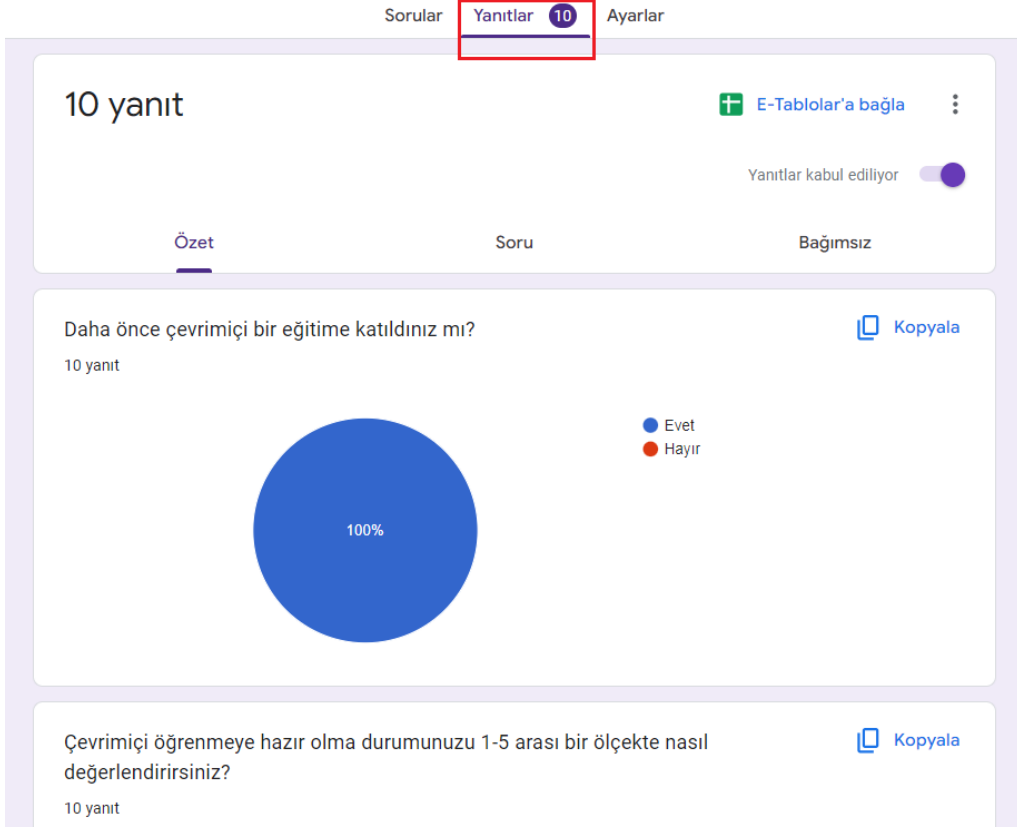 Sorular Yanıtlar 10 Ayarlar
10 yanıt
E-Tablolar'a bağla
Yanıtlar kabul ediliyor
Özet Soru Bağımsız
Daha önce çevrimiçi bir eğitime katıldınız mı?
Kopyala
10 yanıt
Evet
Hayır
100%
Çevrimiçi öğrenmeye hazır olma durumunuzu 1-5 arası bir ölçekte nasıl
değerlendirirsiniz?
Kopyala
10 yanıt